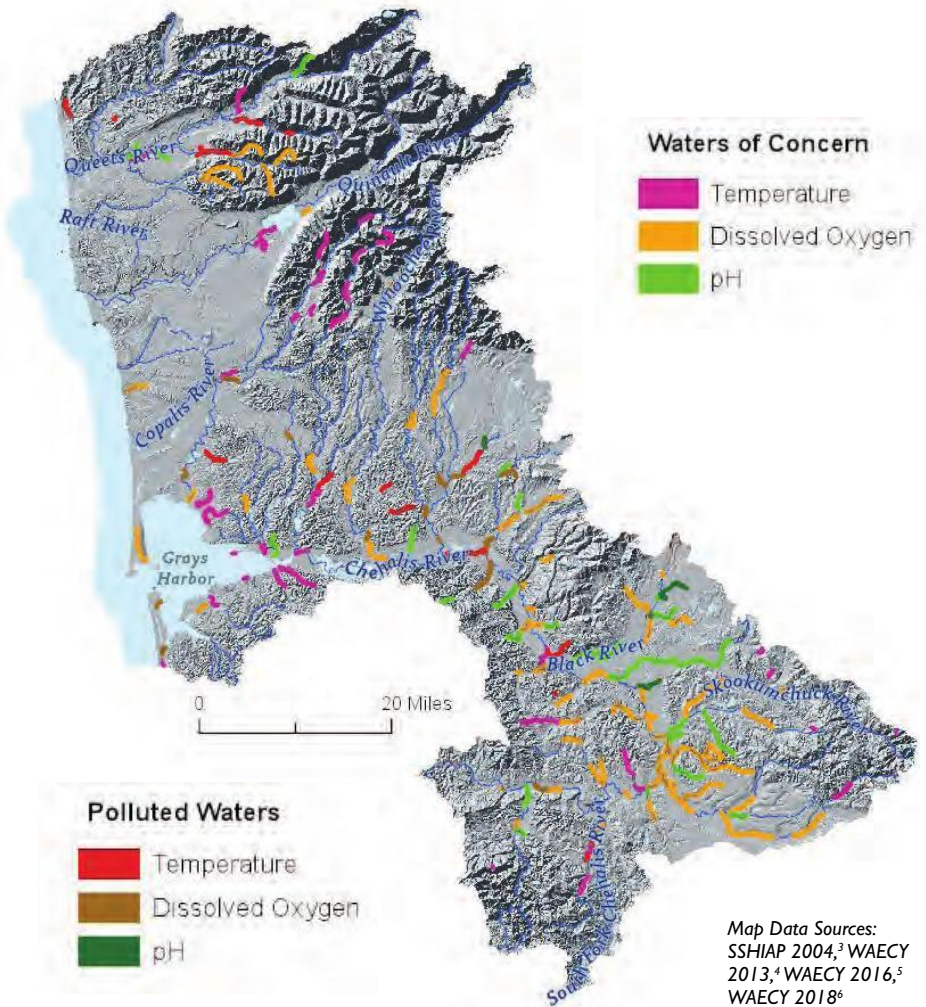 Waters of Concern
Temperature
Dissolved Oxygen
pH
Queets River
Quinault River
Raft River
Wynoochee River
Copalis River
Grays
Harbor
Chehalis River
Black River
Skookumchuck River
0 20 Miles
South Fork Chehalis River
Polluted Waters
Temperature
Dissolved Oxygen
pH
Map Data Sources:
SSHIAP 2004,³ WAECY
2013,⁴ WAECY 2016,⁵
WAECY 2018⁶